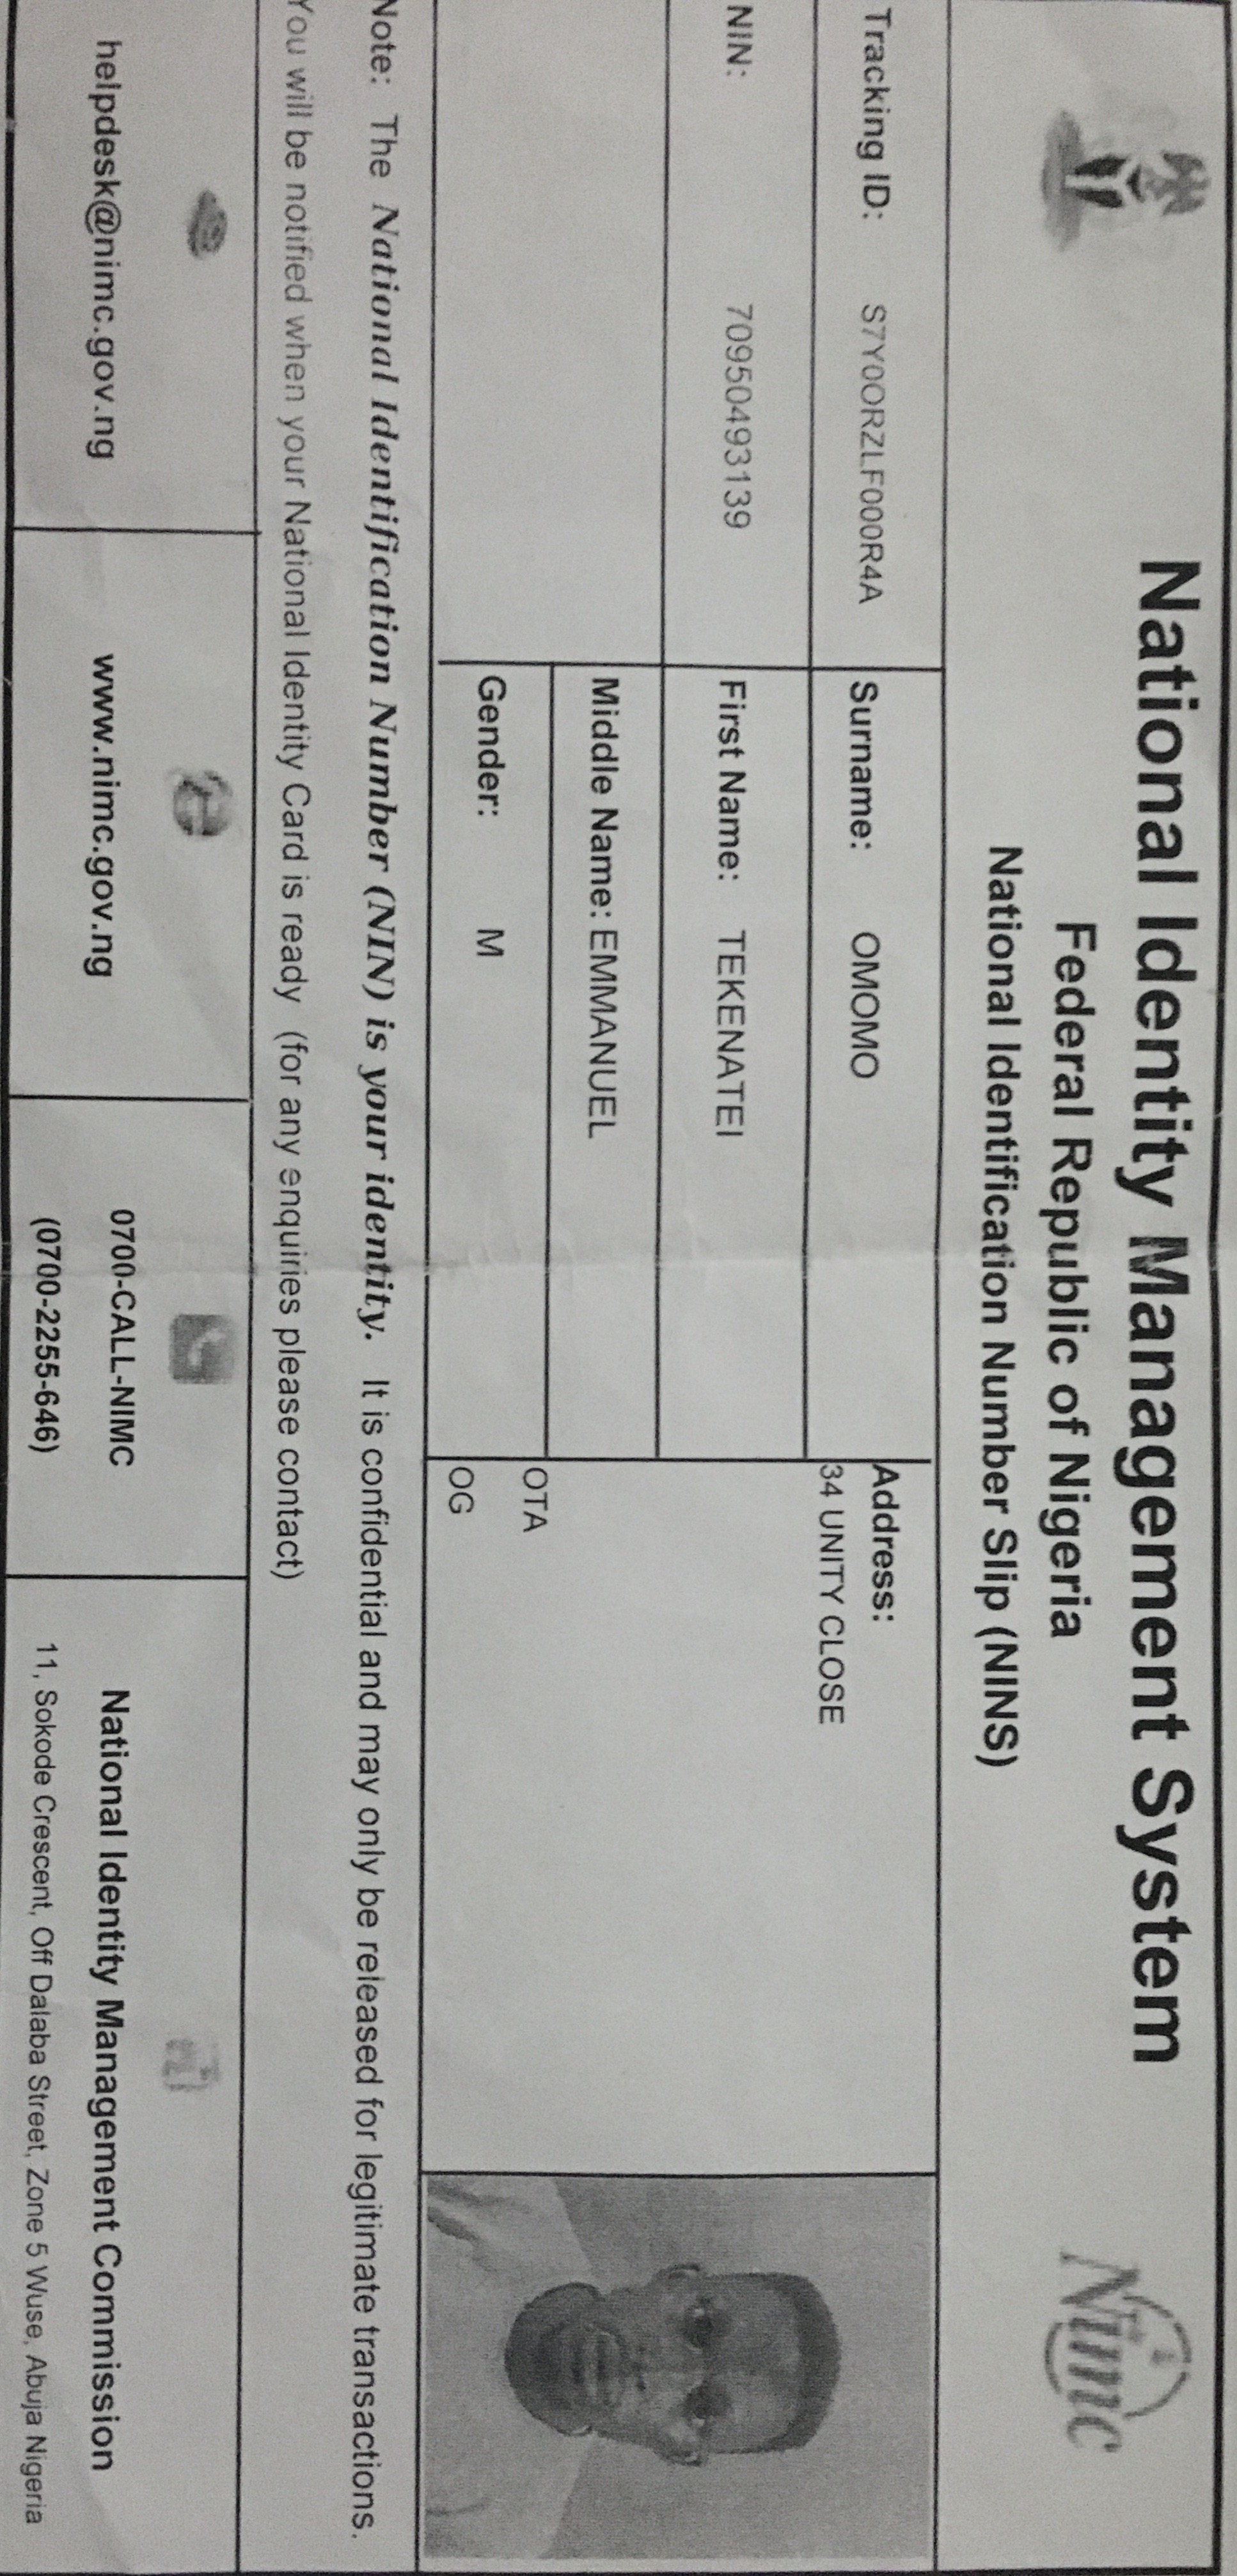 National Identity Management System
Federal Republic of Nigeria
National Identification Number Slip (NINS)
Nimc
Tracking ID: S7Y0ORZLF000R4A
Surname: OMOMO
Address:
34 UNITY CLOSE
NIN: 70950493139
First Name: TEKENATEI
Middle Name: EMMANUEL
OTA
Gender: M
OG
Note: The National Identification Number (NIN) is your identity. It is confidential and may only be released for legitimate transactions.
You will be notified when your National Identity Card is ready (for any enquiries please contact)
helpdesk@nimc.gov.ng
www.nimc.gov.ng
0700-CALL-NIMC
(0700-2255-646)
National Identity Management Commission
11, Sokode Crescent, Off Dalaba Street, Zone 5 Wuse, Abuja Nigeria